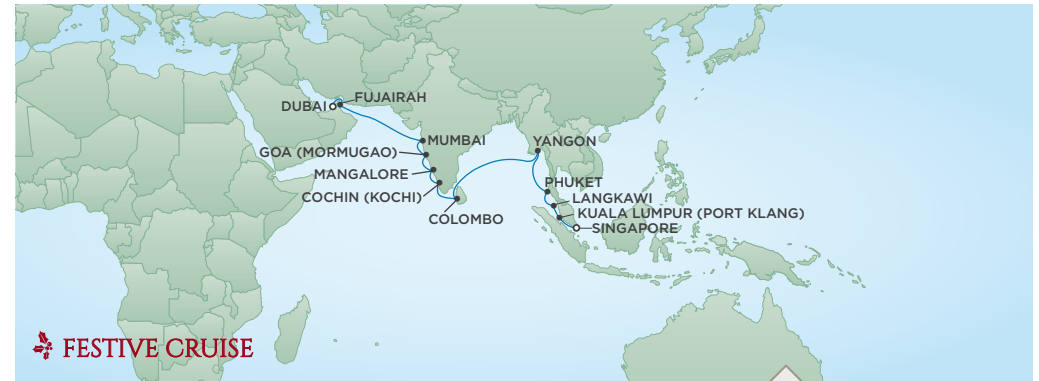 DUBAI
FUJAIRAH
MUMBAI
GOA (MORMUGAO)
MANGALORE
COCHIN (KOCHI)
COLOMBO
YANGON
PHUKET
LANGKAWI
KUALA LUMPUR (PORT KLANG)
SINGAPORE
FESTIVE CRUISE